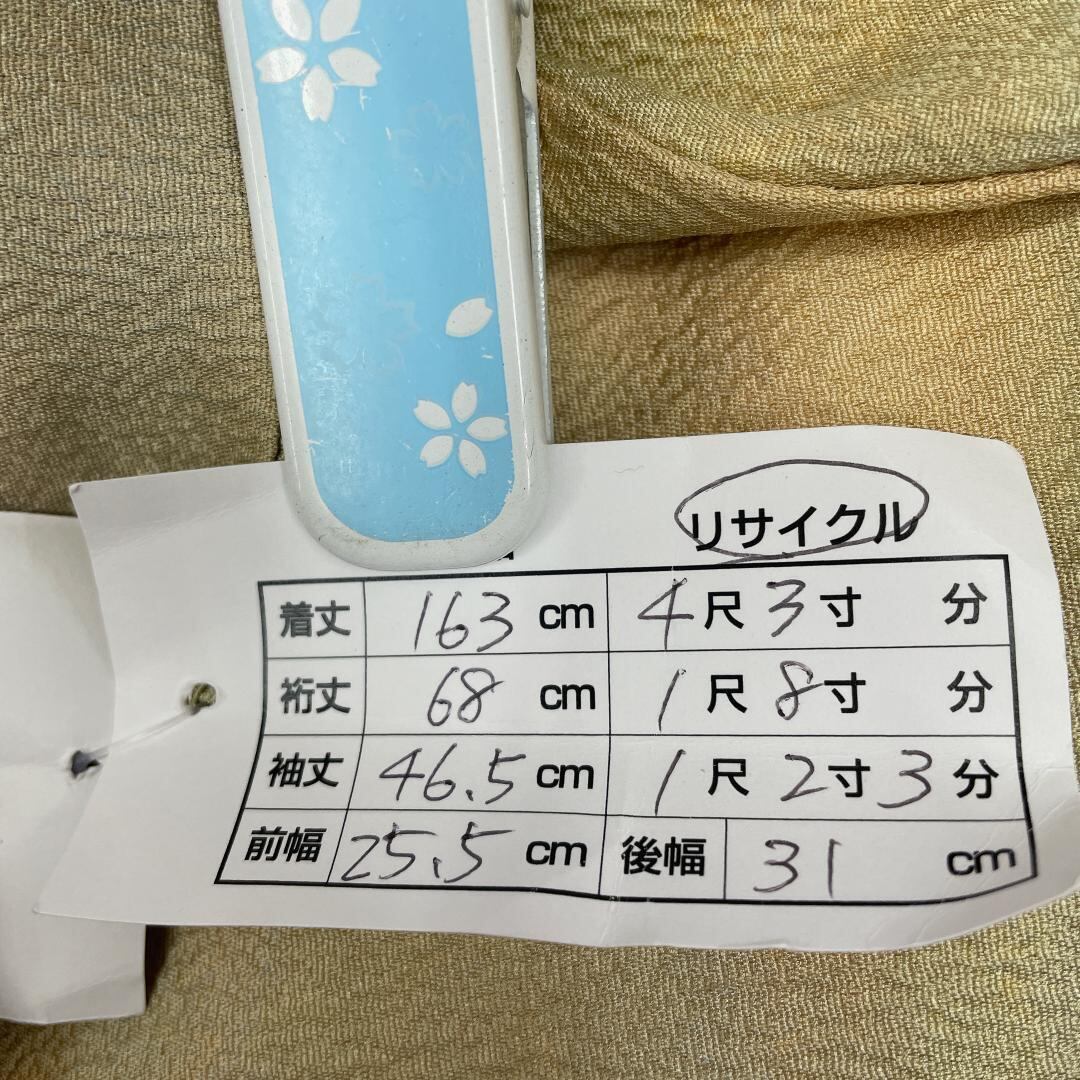 リサイクル
着丈 163 cm 4尺3寸 分
裄丈 68 cm 1尺8寸 分
袖丈 46.5 cm 1尺2寸3分
前幅 25.5 cm 後幅 31 cm